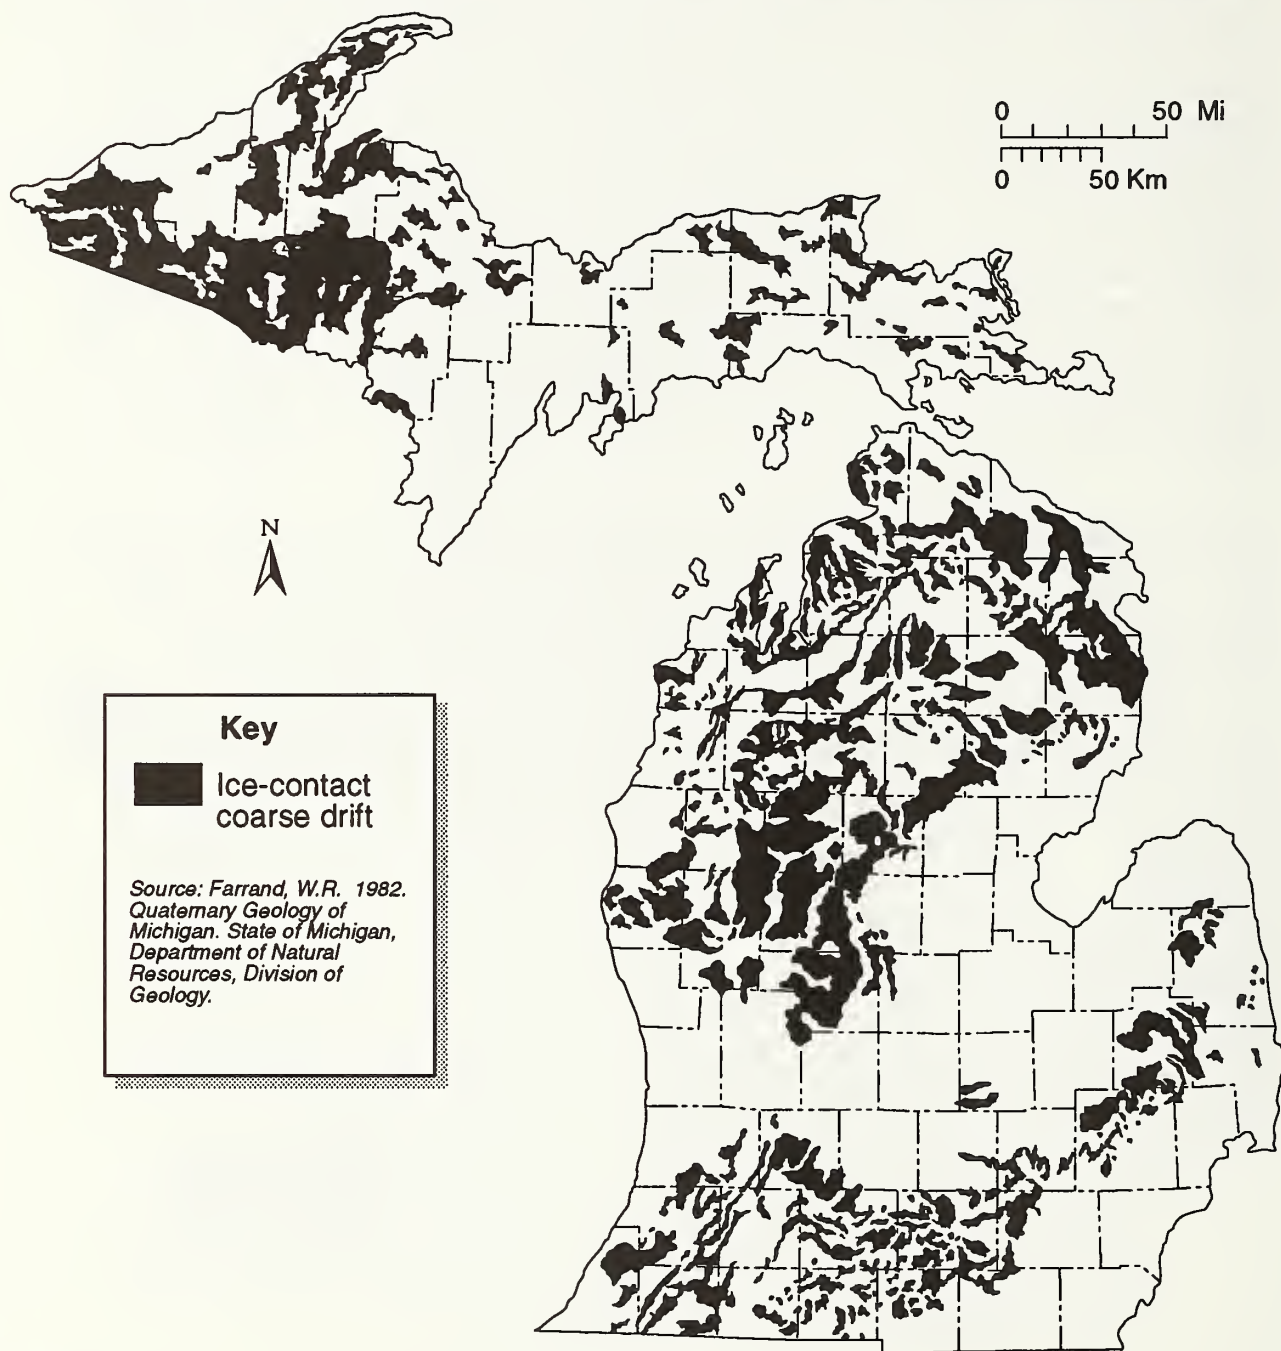 0 50 Mi
0 50 Km
N
Key
Ice-contact
coarse drift
Source: Farrand, W.R. 1982.
Quaternary Geology of
Michigan. State of Michigan,
Department of Natural
Resources, Division of
Geology.